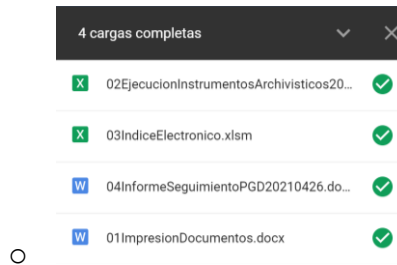 4 cargas completas
X 02EjecucionInstrumentosArchivisticos20...
X 03IndiceElectronico.xlsm
W 04InformeSeguimientoPGD20210426.do...
W 01ImpresionDocumentos.docx